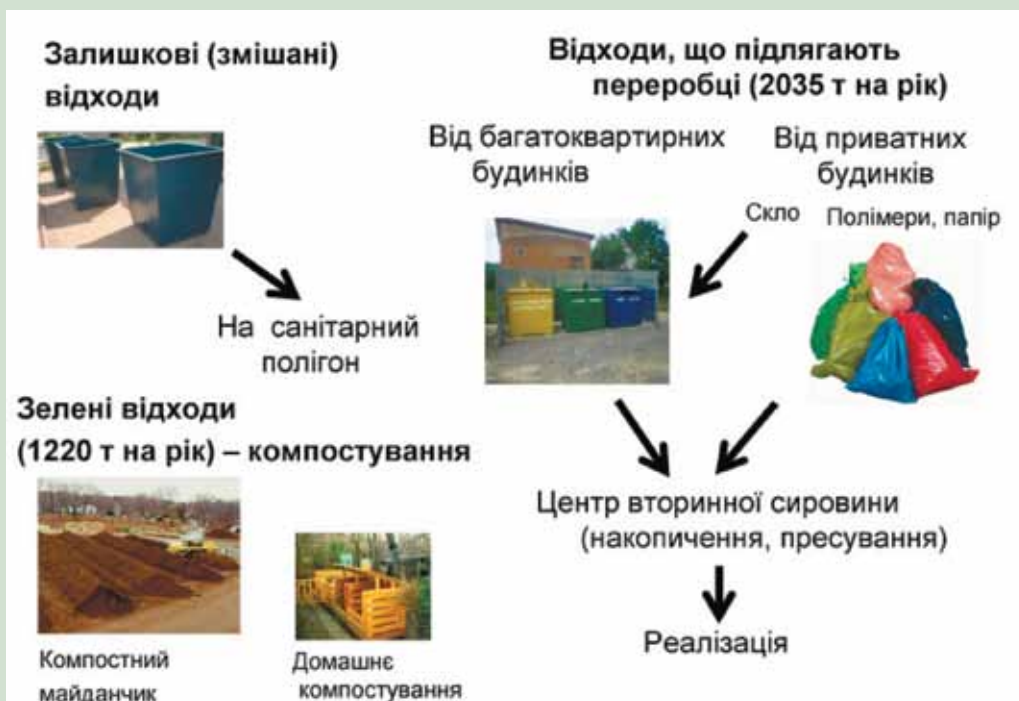 Залишкові (змішані)
відходи
На санітарний
полігон
Зелені відходи
(1220 т на рік) – компостування
Компостний
майданчик
Домашнє
компостування
Відходи, що підлягають
переробці (2035 т на рік)
Від багатоквартирних
будинків
Від приватних
будинків
Скло
Полімери, папір
Центр вторинної сировини
(накопичення, пресування)
Реалізація